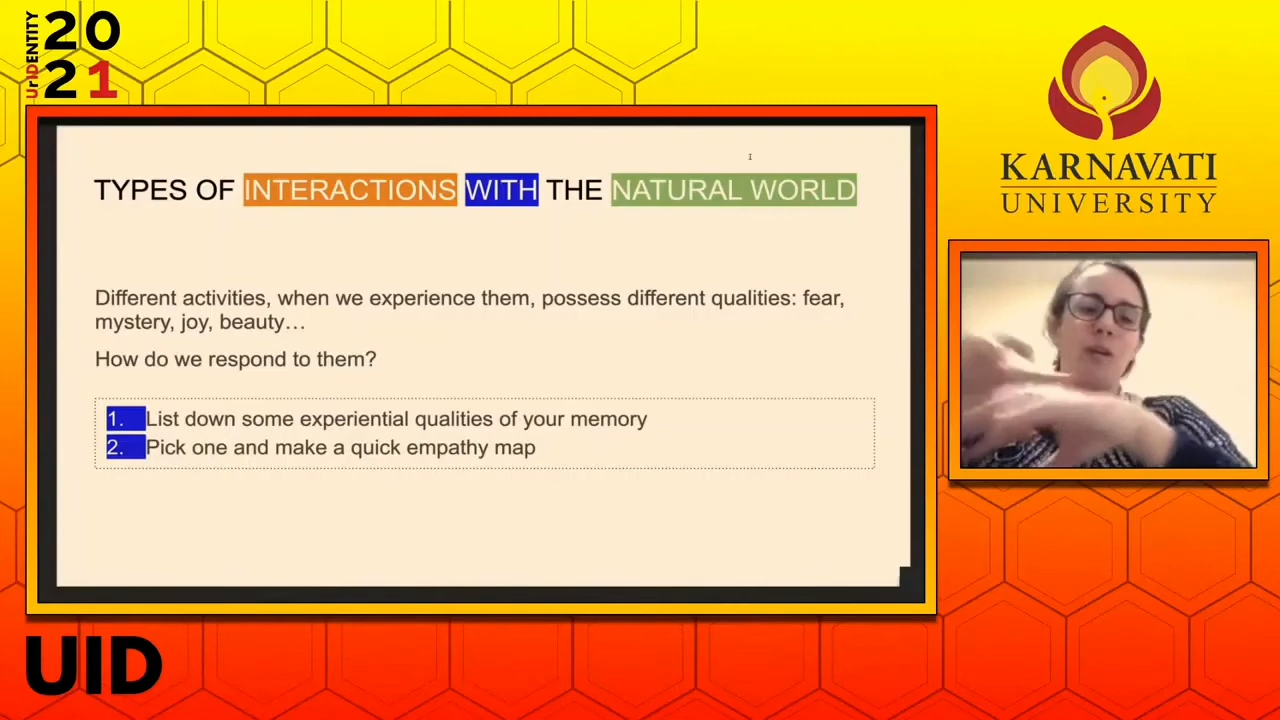 UrIDENTITY
20
21
KARNAVATI
UNIVERSITY
TYPES OF INTERACTIONS WITH THE NATURAL WORLD
Different activities, when we experience them, possess different qualities: fear,
mystery, joy, beauty…
How do we respond to them?
1. List down some experiential qualities of your memory
2. Pick one and make a quick empathy map
UID